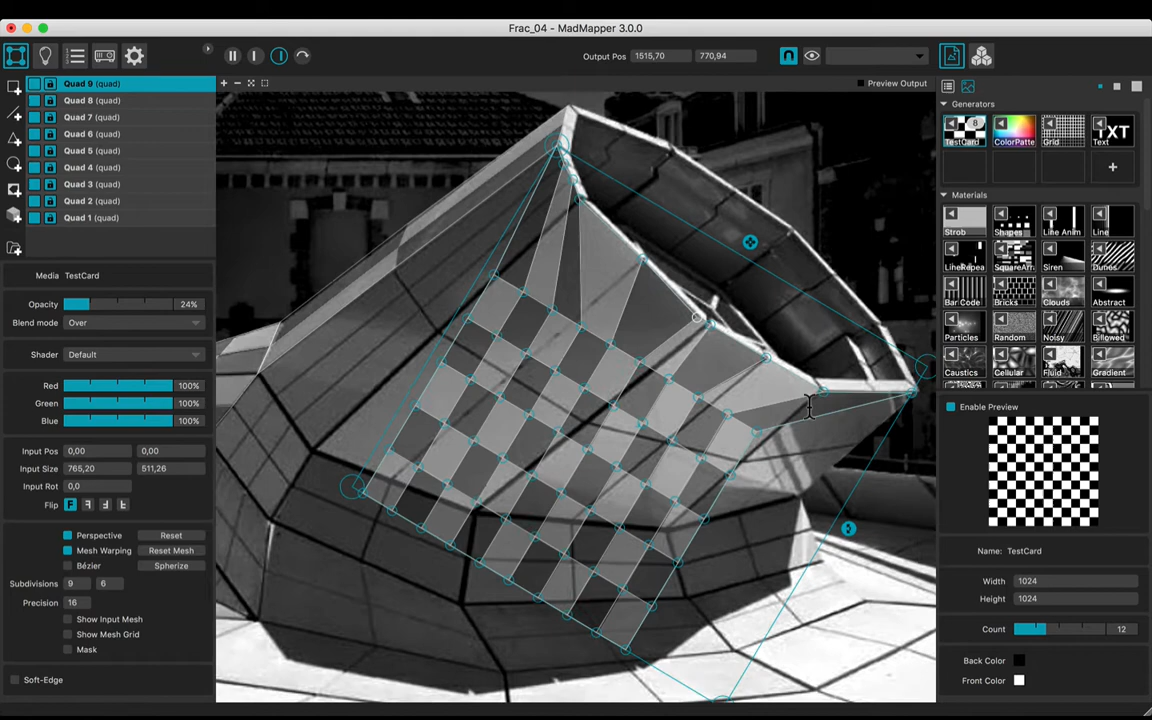 Frac_04 - MadMapper 3.0.0
Output Pos 1515,70 770,94
Preview Output
Quad 9 (quad)
Quad 8 (quad)
Quad 7 (quad)
Quad 6 (quad)
Quad 5 (quad)
Quad 4 (quad)
Quad 3 (quad)
Quad 2 (quad)
Quad 1 (quad)
Media TestCard
Opacity 24%
Blend mode Over
Shader Default
Red 100%
Green 100%
Blue 100%
Input Pos 0,00 0,00
Input Size 765,20 511,26
Input Rot 0,0
Flip
Perspective Reset
Mesh Warping Reset Mesh
Bézier Spherize
Subdivisions 9 6
Precision 16
Show Input Mesh
Show Mesh Grid
Mask
Soft-Edge
Generators
8
TXT
TestCard ColorPatte Grid Text
Materials
Strob Shapes Line Anim Line
LineRepea SquareArra Siren Dunes
Bar Code Bricks Clouds Abstract
Particles Random Noisy Billowed
Caustics Cellular Fluid Gradient
Enable Preview
Name: TestCard
Width 1024
Height 1024
Count 12
Back Color
Front Color